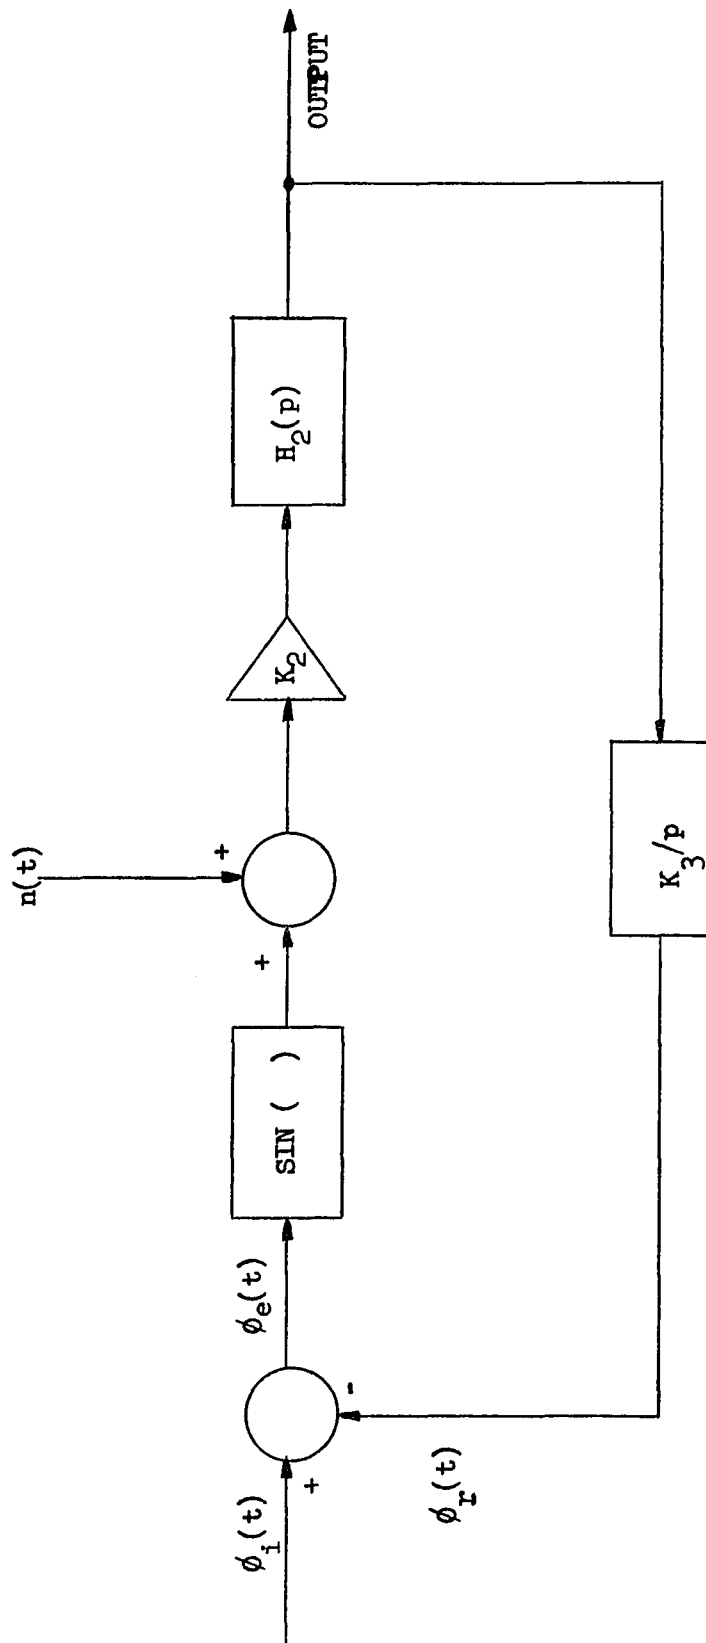 n(t)
ϕᵢ(t)
+
-
ϕₑ(t)
SIN ( )
+
+
K₂
H₂(p)
OUTPUT
ϕᵣ(t)
K₃/p